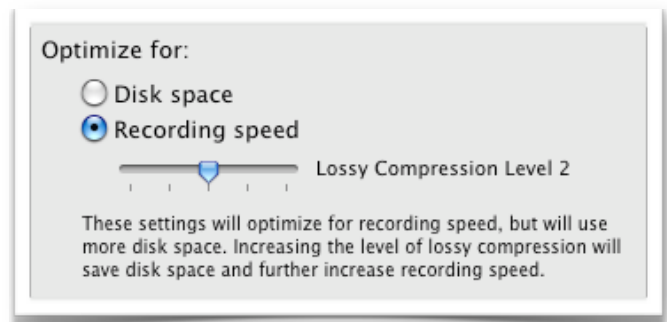 Optimize for:
Disk space
Recording speed
Lossy Compression Level 2
These settings will optimize for recording speed, but will use
more disk space. Increasing the level of lossy compression will
save disk space and further increase recording speed.